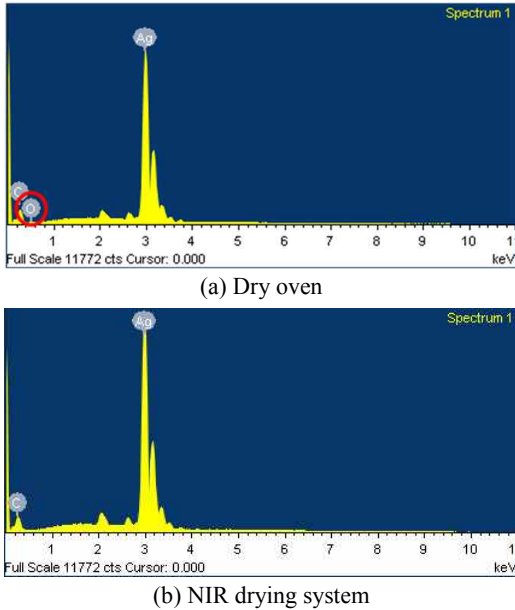 Spectrum 1
Ag
C
O
1 2 3 4 5 6 7 8 9 10 11
Full Scale 11772 cts Cursor: 0.000 keV
(a) Dry oven
Spectrum 1
Ag
C
1 2 3 4 5 6 7 8 9 10 11
Full Scale 11772 cts Cursor: 0.000 keV
(b) NIR drying system